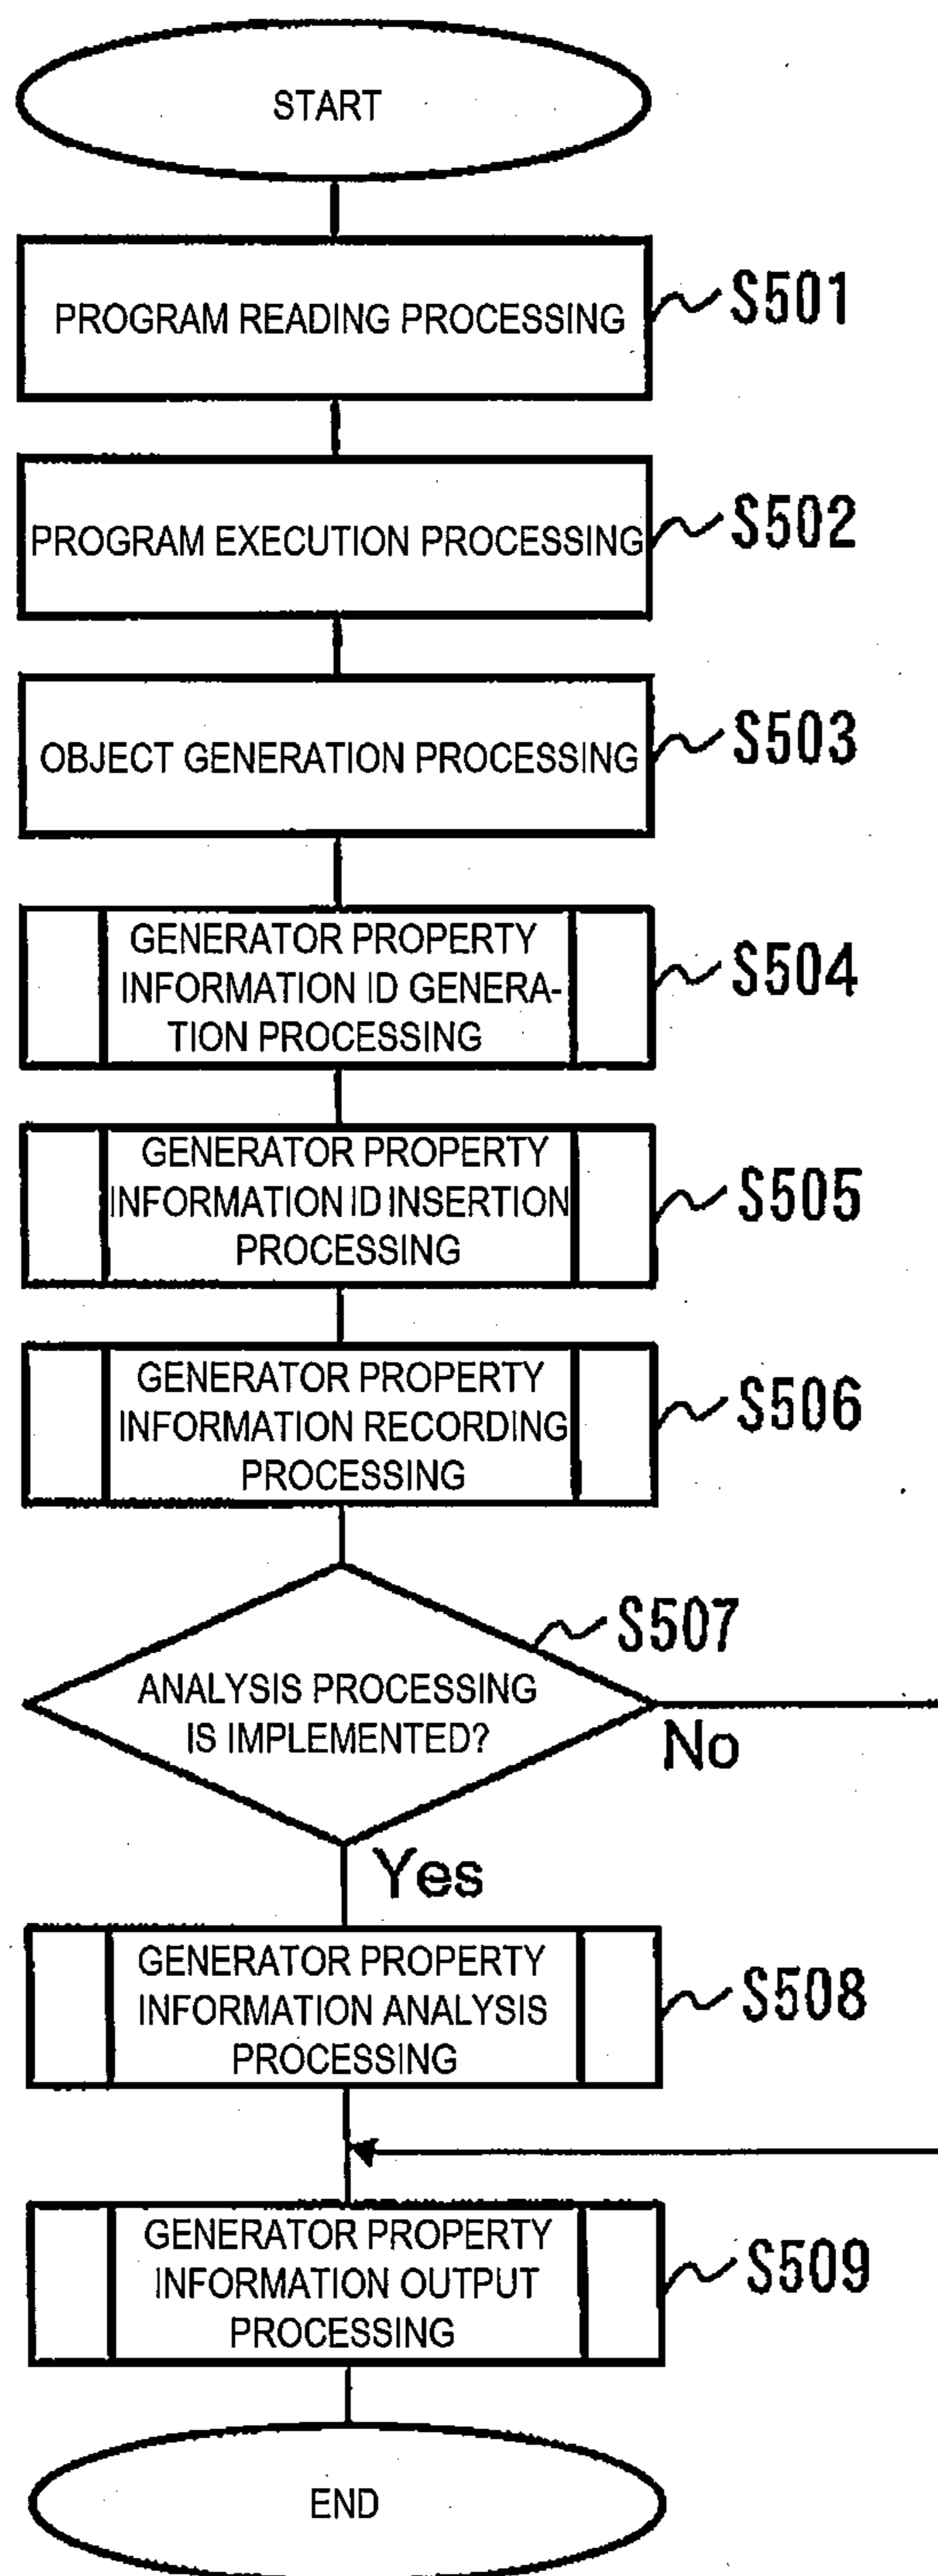 START
PROGRAM READING PROCESSING
S501
PROGRAM EXECUTION PROCESSING
S502
OBJECT GENERATION PROCESSING
S503
GENERATOR PROPERTY
INFORMATION ID GENERA-
TION PROCESSING
S504
GENERATOR PROPERTY
INFORMATION ID INSERTION
PROCESSING
S505
GENERATOR PROPERTY
INFORMATION RECORDING
PROCESSING
S506
S507
ANALYSIS PROCESSING
IS IMPLEMENTED?
No
Yes
GENERATOR PROPERTY
INFORMATION ANALYSIS
PROCESSING
S508
GENERATOR PROPERTY
INFORMATION OUTPUT
PROCESSING
S509
END